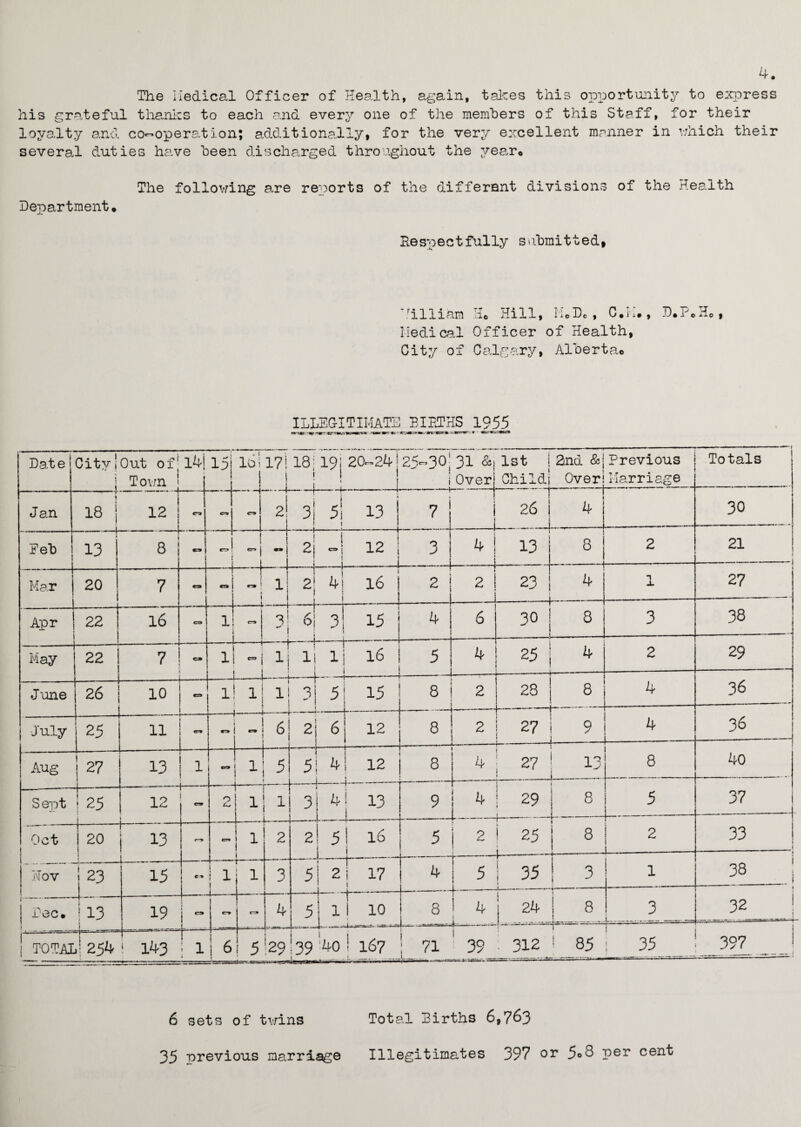 4.
The Medical Officer of Health, again, takes this opportunity to express
his grateful thanks to each and every one of the members of this Staff, for their
loyalty and co-operation; additionally, for the very excellent manner in which their
several duties have been discharged throughout the year.
The following are reports of the different divisions of the Health
Department.
Respectfully submitted,
William H. Hill, M.D., C.M., D.P.H.,
Medical Officer of Health,
City of Calgary, Alberta.
ILLEGITIMATE BIRTHS 1955
Date City Out of 14 15 16 17 18 19 20-24 25-30 31 & 1st 2nd & Previous Totals
Town Over Child Over Marriage
Jan 18 12 - - - 2 3 5 13 7 26 4 30
Feb 13 8 - - - - 2 - 12 3 4 13 8 2 21
Mar 20 7 - - - 1 2 4 16 2 2 23 4 1 27
Apr 22 16 - 1 - 3 6 3 15 4 6 30 8 3 38
May 22 7 - 1 - 1 1 1 16 5 4 25 4 2 29
June 26 10 - 1 1 1 3 5 15 8 2 28 8 4 36
July 25 11 - - - 6 2 6 12 8 2 27 9 4 36
Aug 27 13 1 - 1 5 5 4 12 8 4 27 13 8 40
Sept 25 12 - 2 1 1 3 4 13 9 4 29 8 5 37
Oct 20 13 - - 1 2 2 5 16 5 2 25 8 2 33
Nov 23 15 - 1 1 3 5 2 17 4 5 35 3 1 38
Dec. 13 19 - - - 4 5 1 10 8 4 24 8 3 32
TOTAL 254 143 1 6 5 29 39 40 167 71 39 312 85 35 397
6 sets of twins Total Births 6,763
35 previous marriage Illegitimates 397 or 5.8 per cent